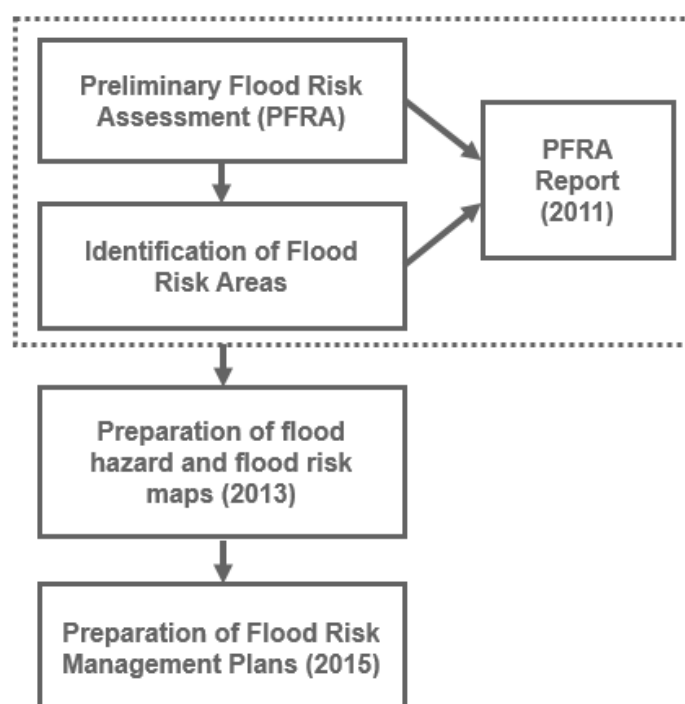 Preliminary Flood Risk
Assessment (PFRA)
PFRA
Report
(2011)
Identification of Flood
Risk Areas
Preparation of flood
hazard and flood risk
maps (2013)
Preparation of Flood Risk
Management Plans (2015)